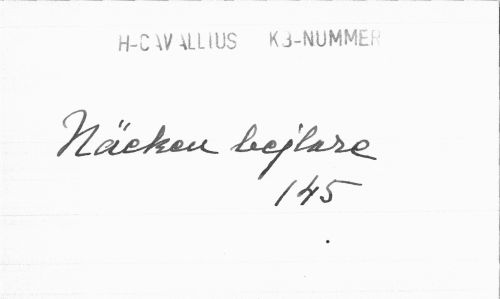 H-CAVALLIUS KB-NUMMER
Näcken bejlare
145